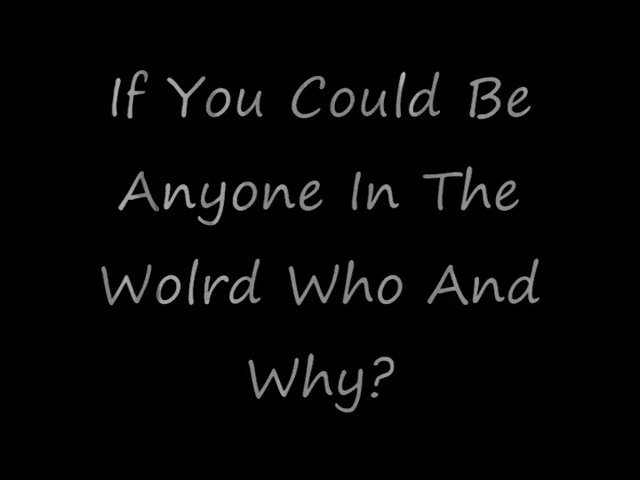 If You Could Be
Anyone In The
Wolrd Who And
Why?